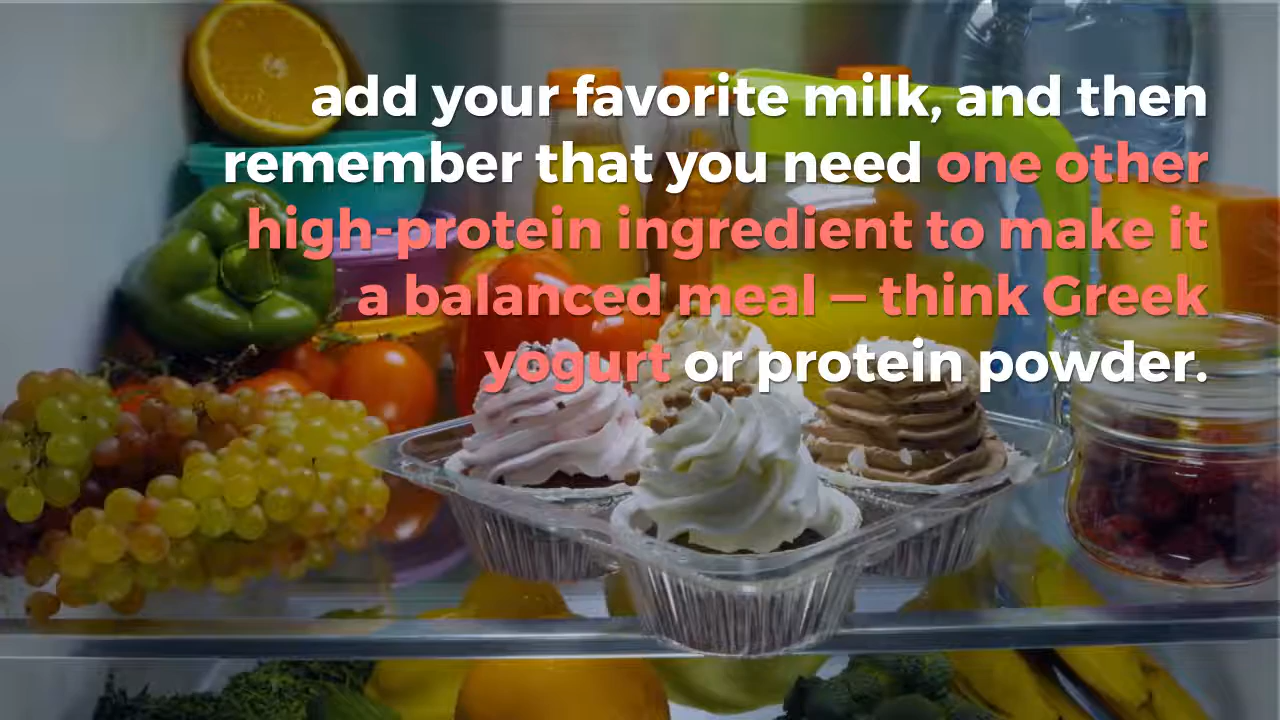 add your favorite milk, and then
remember that you need one other
high-protein ingredient to make it
a balanced meal — think Greek
yogurt or protein powder.